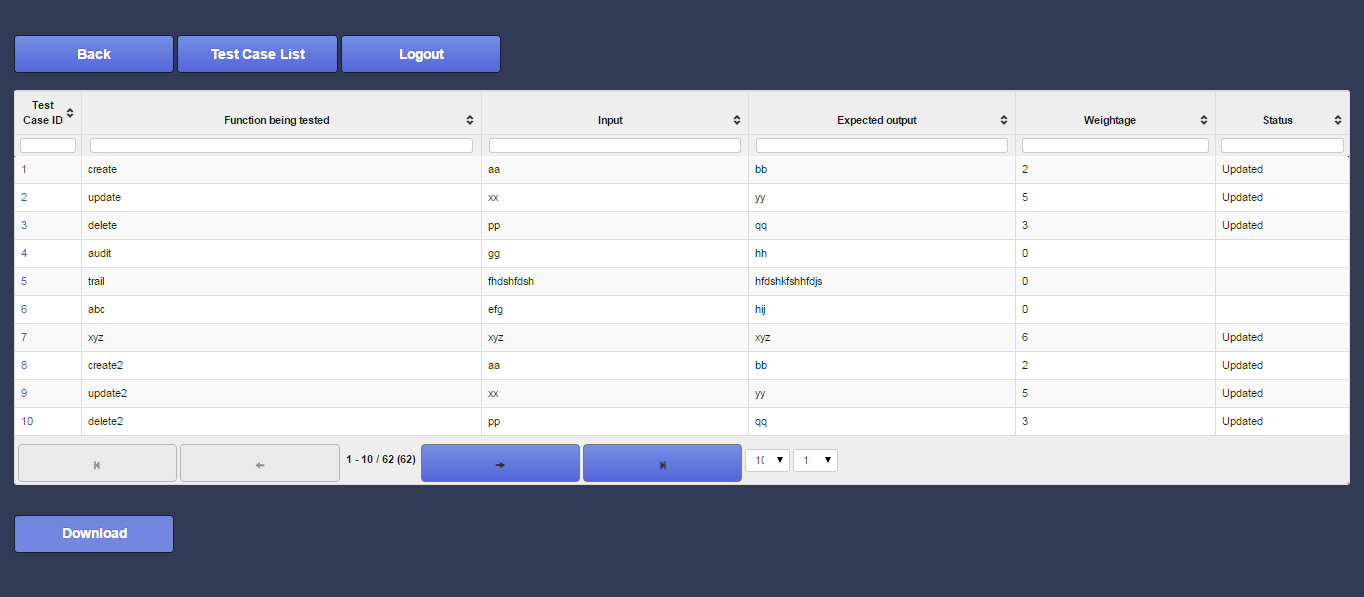 Back Test Case List Logout
Test Case ID Function being tested Input Expected output Weightage Status
1 create aa bb 2 Updated
2 update xx yy 5 Updated
3 delete pp qq 3 Updated
4 audit gg hh 0
5 trail fhdshfdsh hfdshkfshhfdjs 0
6 abc efg hij 0
7 xyz xyz xyz 6 Updated
8 create2 aa bb 2 Updated
9 update2 xx yy 5 Updated
10 delete2 pp qq 3 Updated
1 - 10 / 62 (62) 10 1
Download